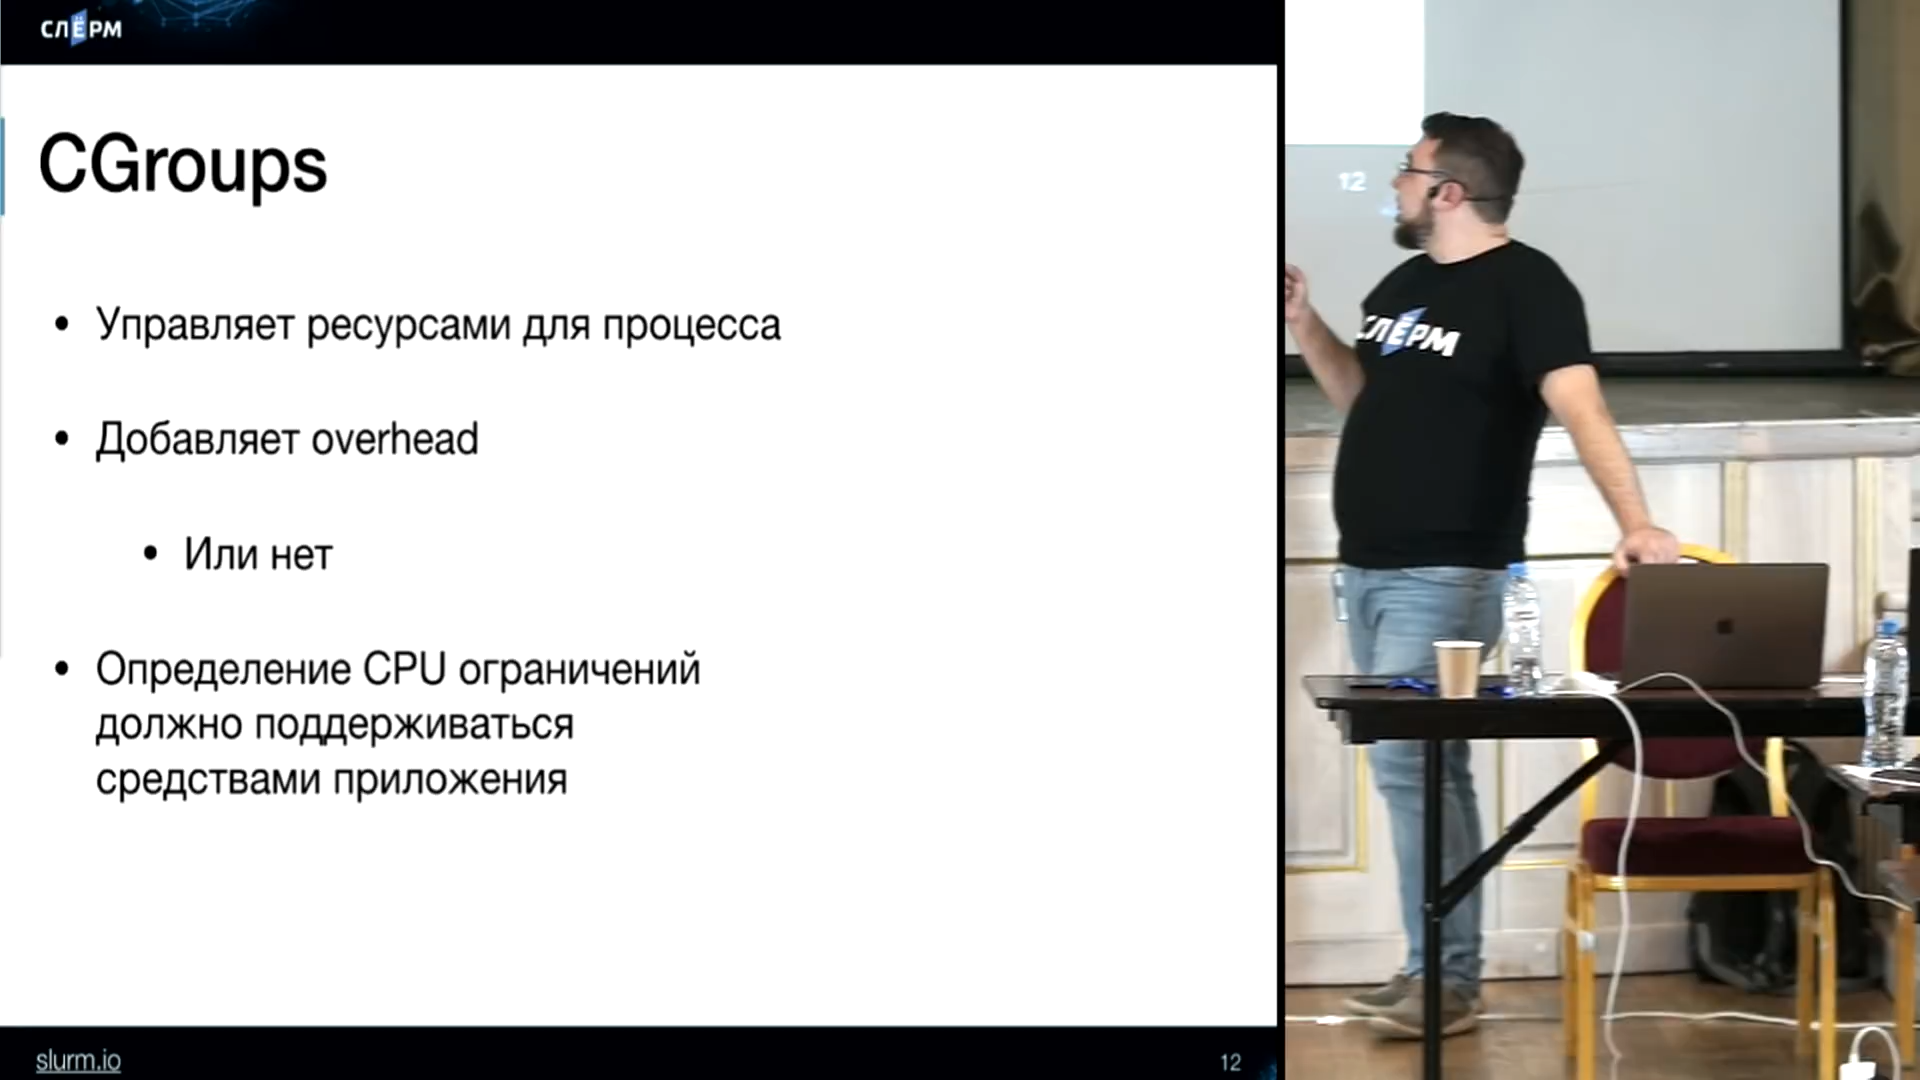 СЛЁРМ
CGroups
• Управляет ресурсами для процесса
• Добавляет overhead
• Или нет
• Определение CPU ограничений
должно поддерживаться
средствами приложения
slurm.io
12
12
СЛЁРМ